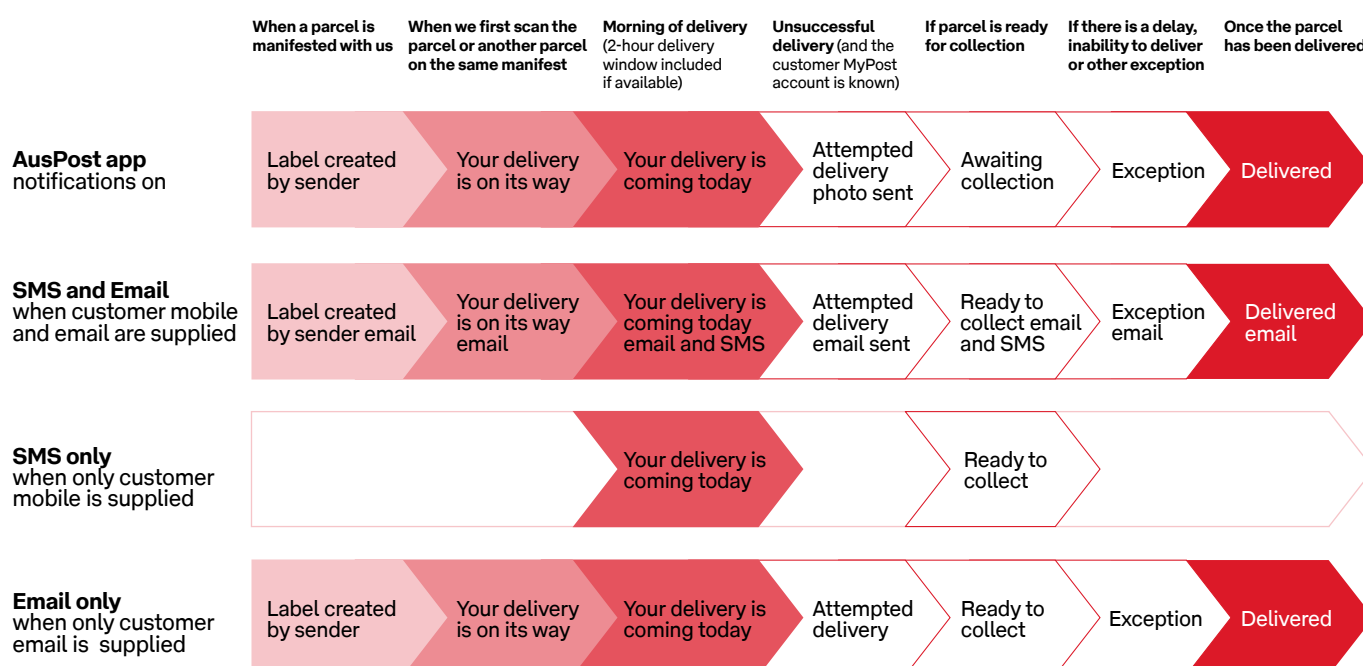 When a parcel is
manifested with us
When we first scan the
parcel or another parcel
on the same manifest
Morning of delivery
(2-hour delivery
window included
if available)
Unsuccessful
delivery (and the
customer MyPost
account is known)
If parcel is ready
for collection
If there is a delay,
inability to deliver
or other exception
Once the parcel
has been delivered
AusPost app
notifications on
Label created
by sender
Your delivery
is on its way
Your delivery is
coming today
Attempted
delivery
photo sent
Awaiting
collection
Exception
Delivered
SMS and Email
when customer mobile
and email are supplied
Label created
by sender email
Your delivery
is on its way
email
Your delivery is
coming today
email and SMS
Attempted
delivery
email sent
Ready to
collect email
and SMS
Exception
email
Delivered
email
SMS only
when only customer
mobile is supplied
Your delivery is
coming today
Ready to
collect
Email only
when only customer
email is supplied
Label created
by sender
Your delivery
is on its way
Your delivery is
coming today
Attempted
delivery
Ready to
collect
Exception
Delivered